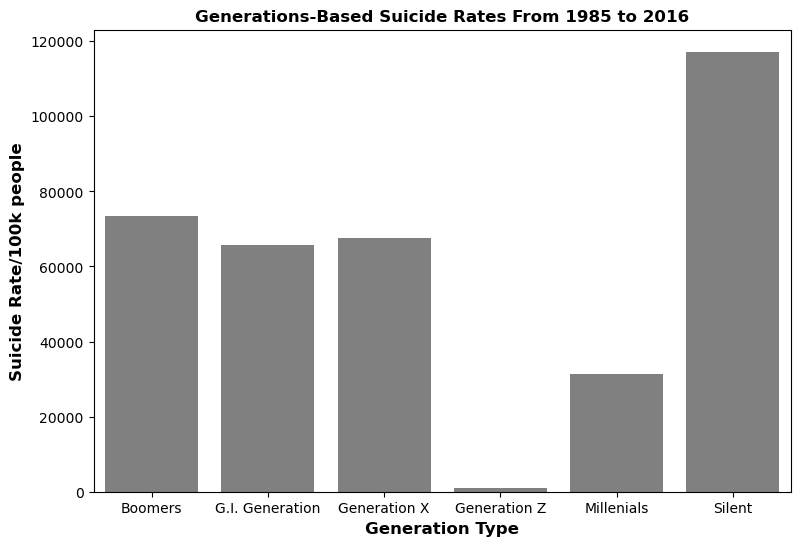 Generations-Based Suicide Rates From 1985 to 2016
Suicide Rate/100k people
120000
100000
80000
60000
40000
20000
0
Boomers G.I. Generation Generation X Generation Z Millenials Silent
Generation Type